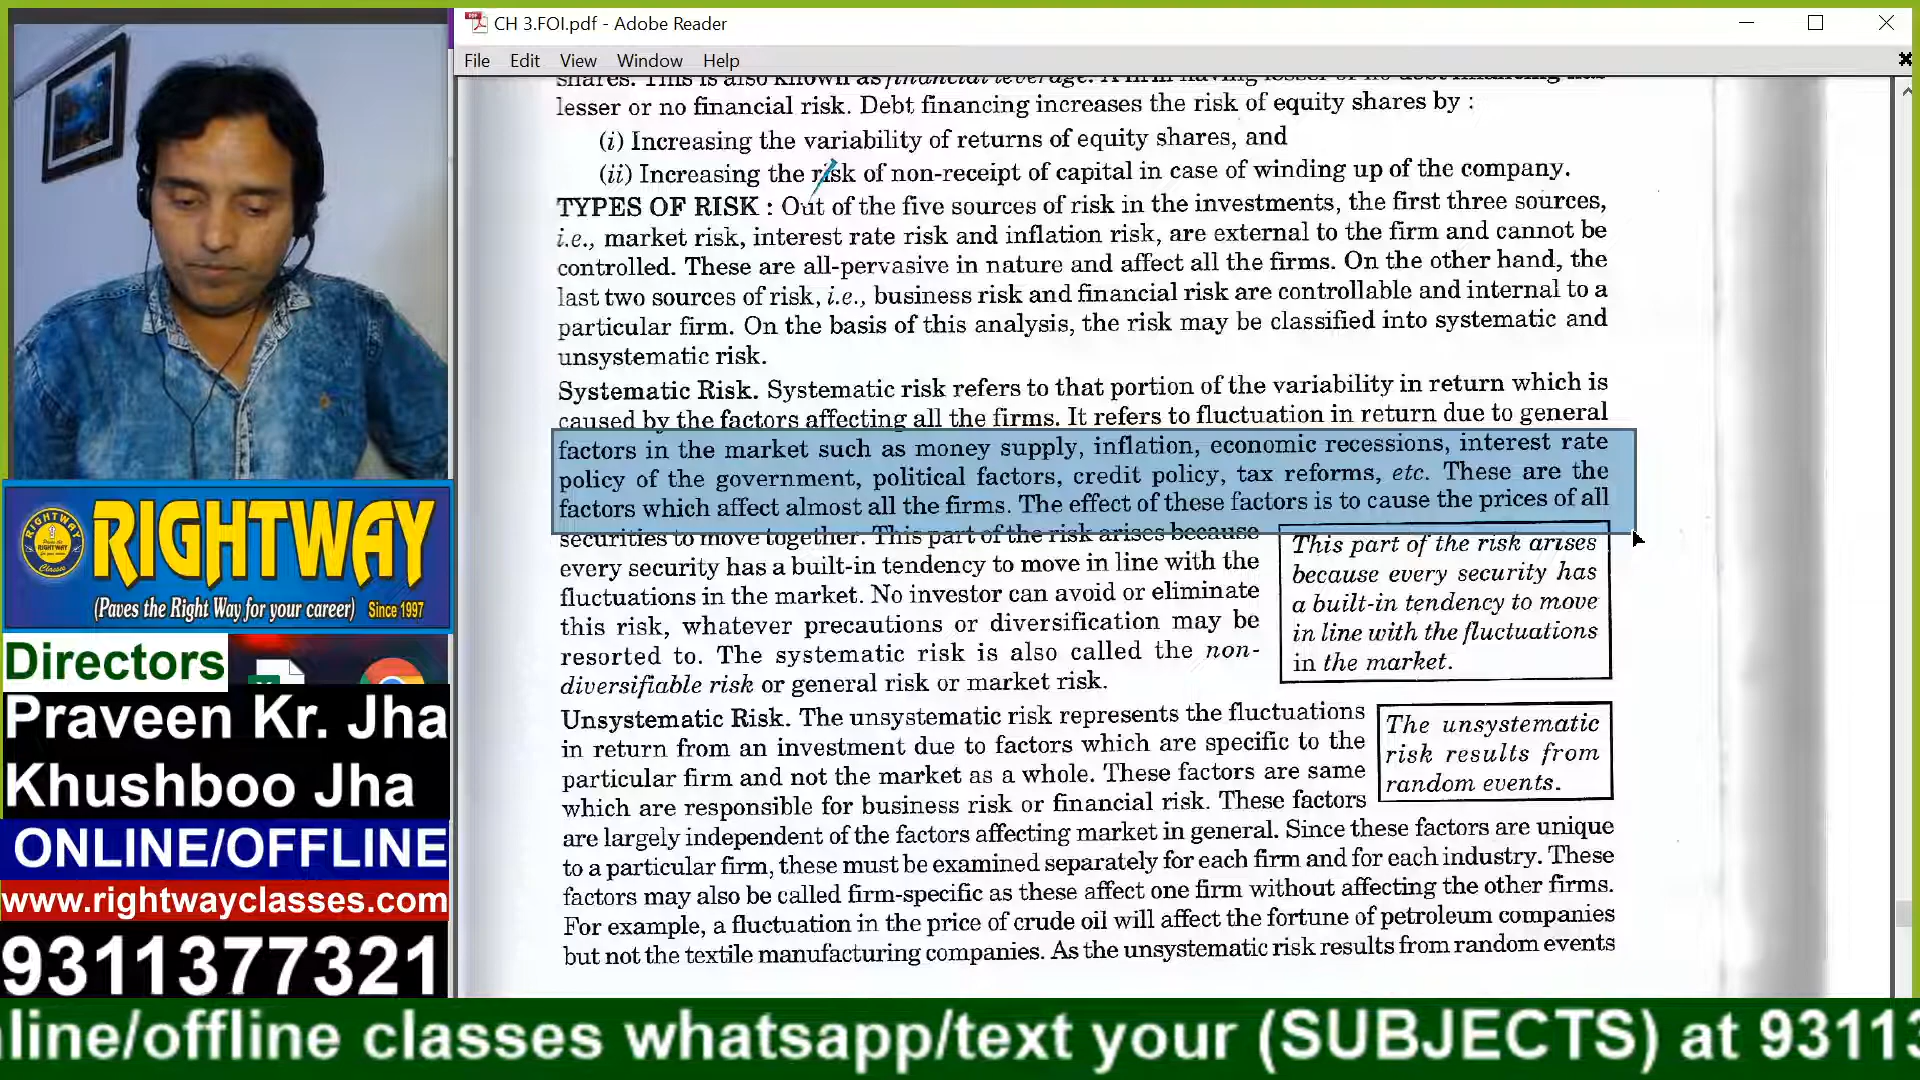 CH 3.FOI.pdf - Adobe Reader
File Edit View Window Help
shares. This is also known as financial leverage. A firm having lesser or no debt financing has
lesser or no financial risk. Debt financing increases the risk of equity shares by :
(i) Increasing the variability of returns of equity shares, and
(ii) Increasing the risk of non-receipt of capital in case of winding up of the company.
TYPES OF RISK : Out of the five sources of risk in the investments, the first three sources,
i.e., market risk, interest rate risk and inflation risk, are external to the firm and cannot be
controlled. These are all-pervasive in nature and affect all the firms. On the other hand, the
last two sources of risk, i.e., business risk and financial risk are controllable and internal to a
particular firm. On the basis of this analysis, the risk may be classified into systematic and
unsystematic risk.
Systematic Risk. Systematic risk refers to that portion of the variability in return which is
caused by the factors affecting all the firms. It refers to fluctuation in return due to general
factors in the market such as money supply, inflation, economic recessions, interest rate
policy of the government, political factors, credit policy, tax reforms, etc. These are the
factors which affect almost all the firms. The effect of these factors is to cause the prices of all
securities to move together. This part of the risk arises because
every security has a built-in tendency to move in line with the
fluctuations in the market. No investor can avoid or eliminate
this risk, whatever precautions or diversification may be
resorted to. The systematic risk is also called the non-
diversifiable risk or general risk or market risk.
This part of the risk arises
because every security has
a built-in tendency to move
in line with the fluctuations
in the market.
Unsystematic Risk. The unsystematic risk represents the fluctuations
in return from an investment due to factors which are specific to the
particular firm and not the market as a whole. These factors are same
which are responsible for business risk or financial risk. These factors
The unsystematic
risk results from
random events.
are largely independent of the factors affecting market in general. Since these factors are unique
to a particular firm, these must be examined separately for each firm and for each industry. These
factors may also be called firm-specific as these affect one firm without affecting the other firms.
For example, a fluctuation in the price of crude oil will affect the fortune of petroleum companies
but not the textile manufacturing companies. As the unsystematic risk results from random events
RIGHTWAY
Classes
RIGHTWAY
(Paves the Right Way for your career) Since 1997
Directors
Praveen Kr. Jha
Khushboo Jha
ONLINE/OFFLINE
www.rightwayclasses.com
9311377321
nline/offline classes whatsapp/text your (SUBJECTS) at 9311